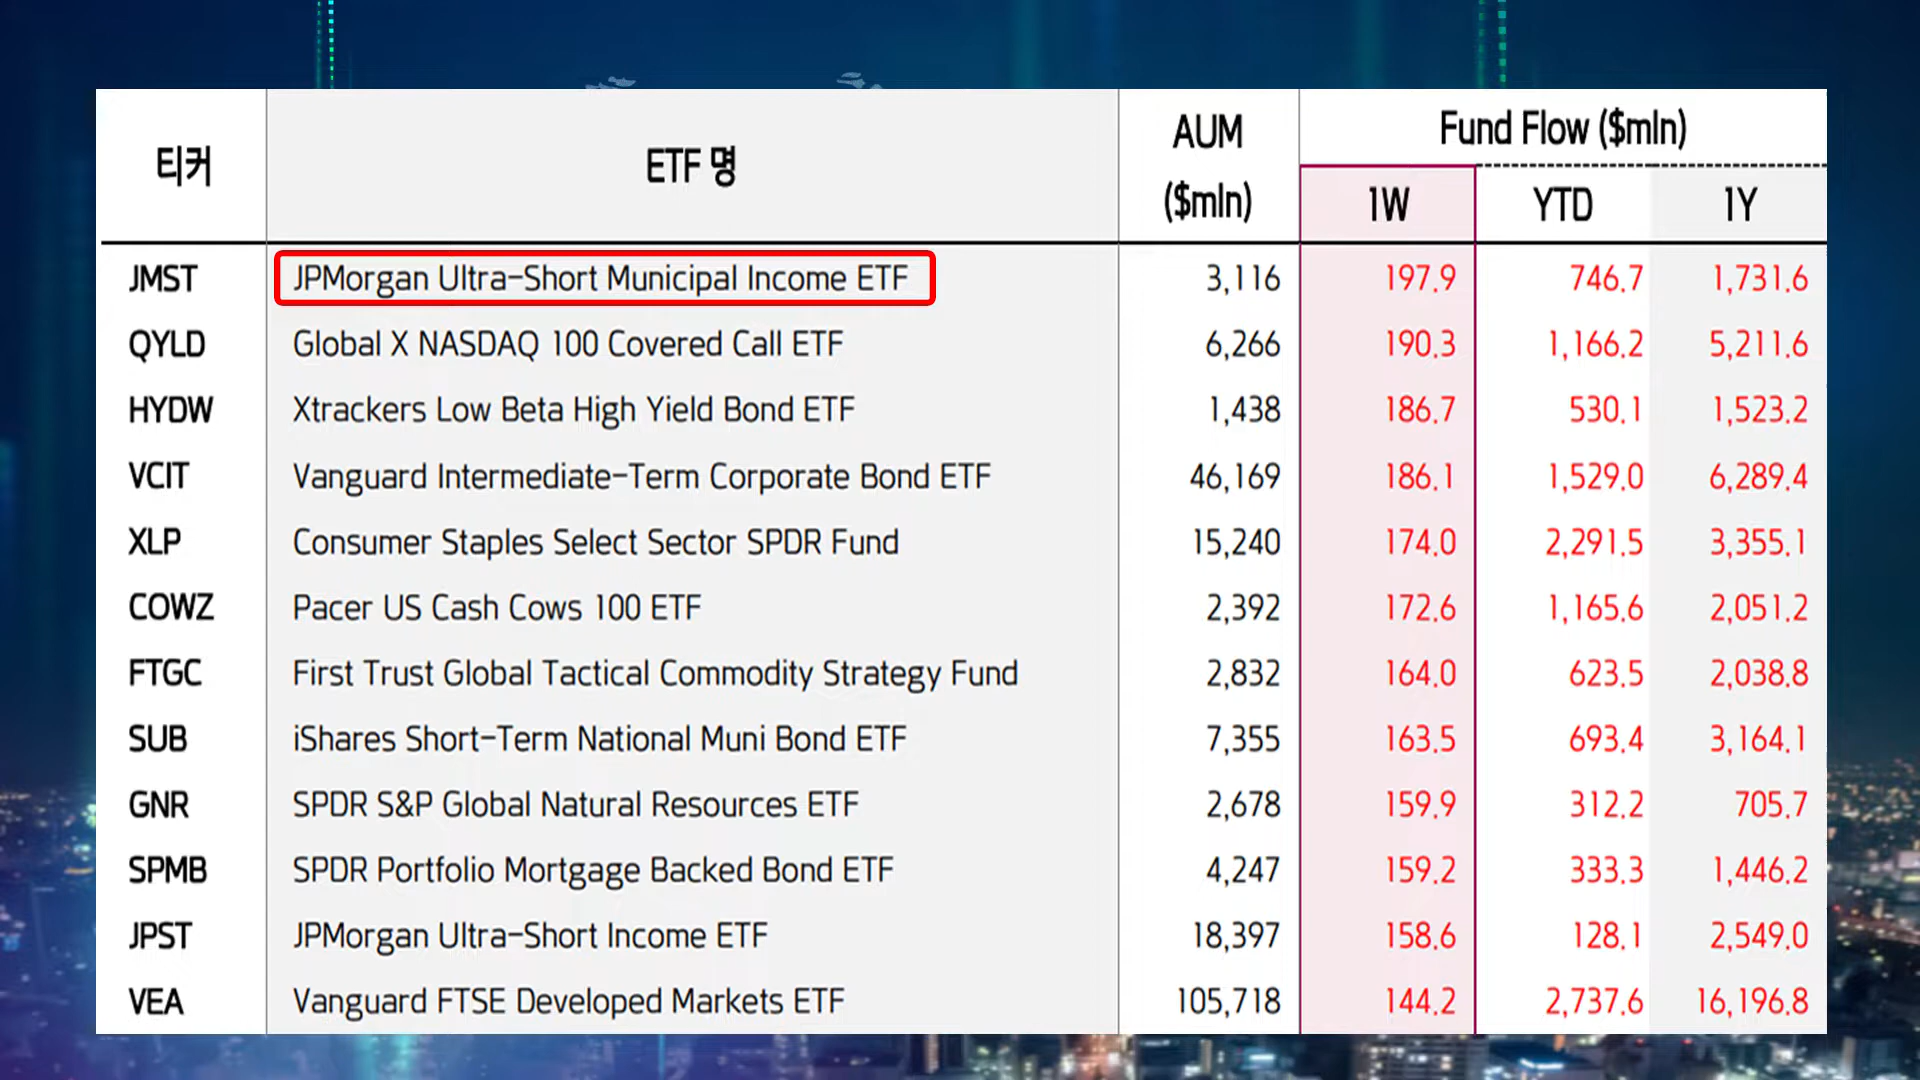 티커 ETF 명 AUM ($mln) Fund Flow ($mln)
1W YTD 1Y
JMST JPMorgan Ultra-Short Municipal Income ETF 3,116 197.9 746.7 1,731.6
QYLD Global X NASDAQ 100 Covered Call ETF 6,266 190.3 1,166.2 5,211.6
HYDW Xtrackers Low Beta High Yield Bond ETF 1,438 186.7 530.1 1,523.2
VCIT Vanguard Intermediate-Term Corporate Bond ETF 46,169 186.1 1,529.0 6,289.4
XLP Consumer Staples Select Sector SPDR Fund 15,240 174.0 2,291.5 3,355.1
COWZ Pacer US Cash Cows 100 ETF 2,392 172.6 1,165.6 2,051.2
FTGC First Trust Global Tactical Commodity Strategy Fund 2,832 164.0 623.5 2,038.8
SUB iShares Short-Term National Muni Bond ETF 7,355 163.5 693.4 3,164.1
GNR SPDR S&P Global Natural Resources ETF 2,678 159.9 312.2 705.7
SPMB SPDR Portfolio Mortgage Backed Bond ETF 4,247 159.2 333.3 1,446.2
JPST JPMorgan Ultra-Short Income ETF 18,397 158.6 128.1 2,549.0
VEA Vanguard FTSE Developed Markets ETF 105,718 144.2 2,737.6 16,196.8